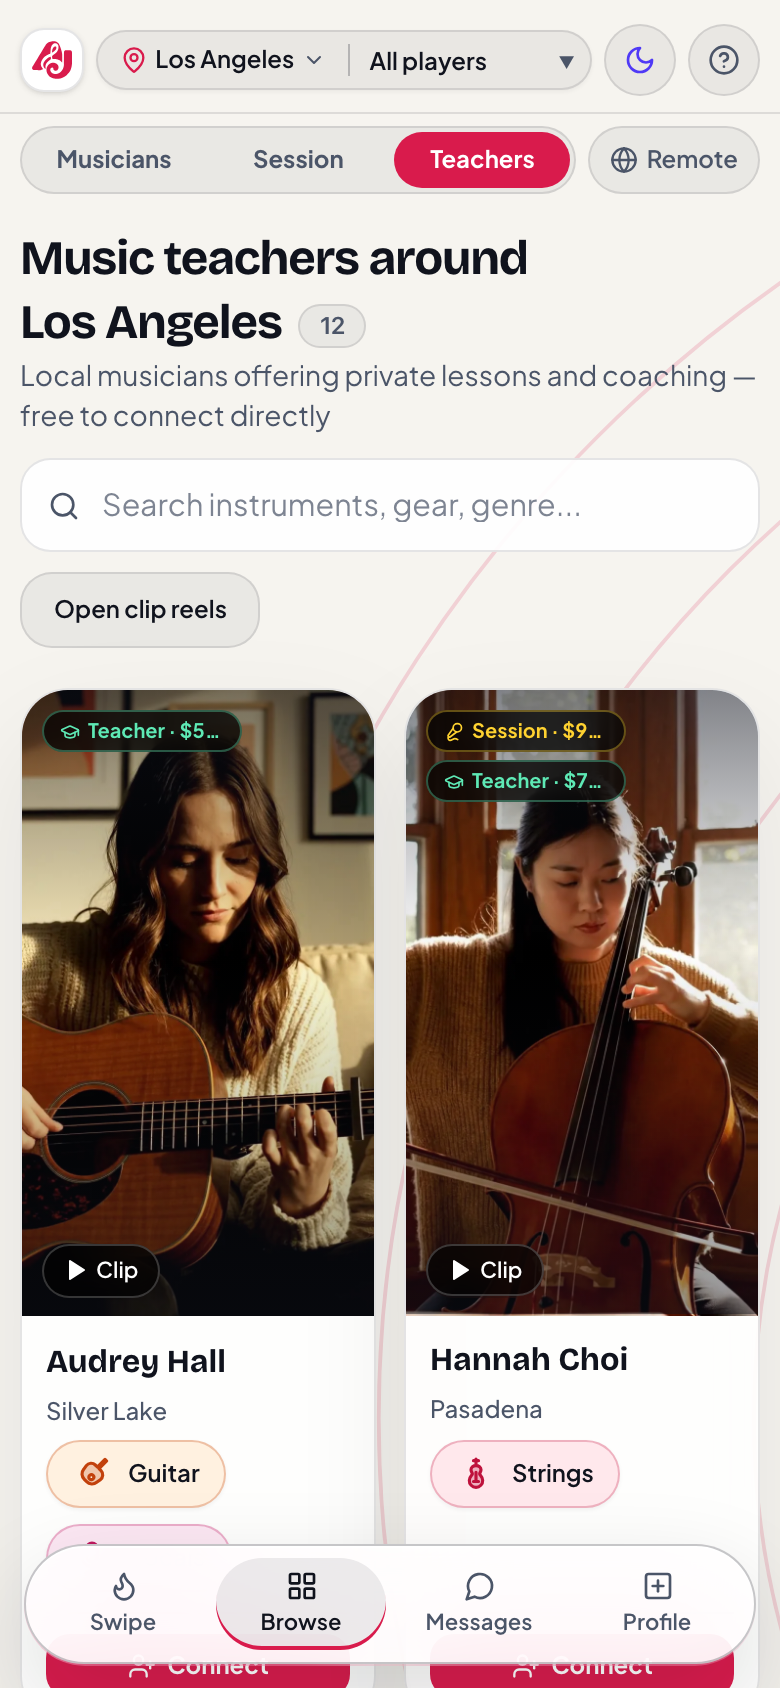 Los Angeles
All players
Musicians
Session
Teachers
Remote
Music teachers around
Los Angeles 12
Local musicians offering private lessons and coaching —
free to connect directly
Search instruments, gear, genre...
Open clip reels
Teacher · $5...
Clip
Audrey Hall
Silver Lake
Guitar
Connect
Session · $9...
Teacher · $7...
Clip
Hannah Choi
Pasadena
Strings
Connect
Swipe
Browse
Messages
Profile